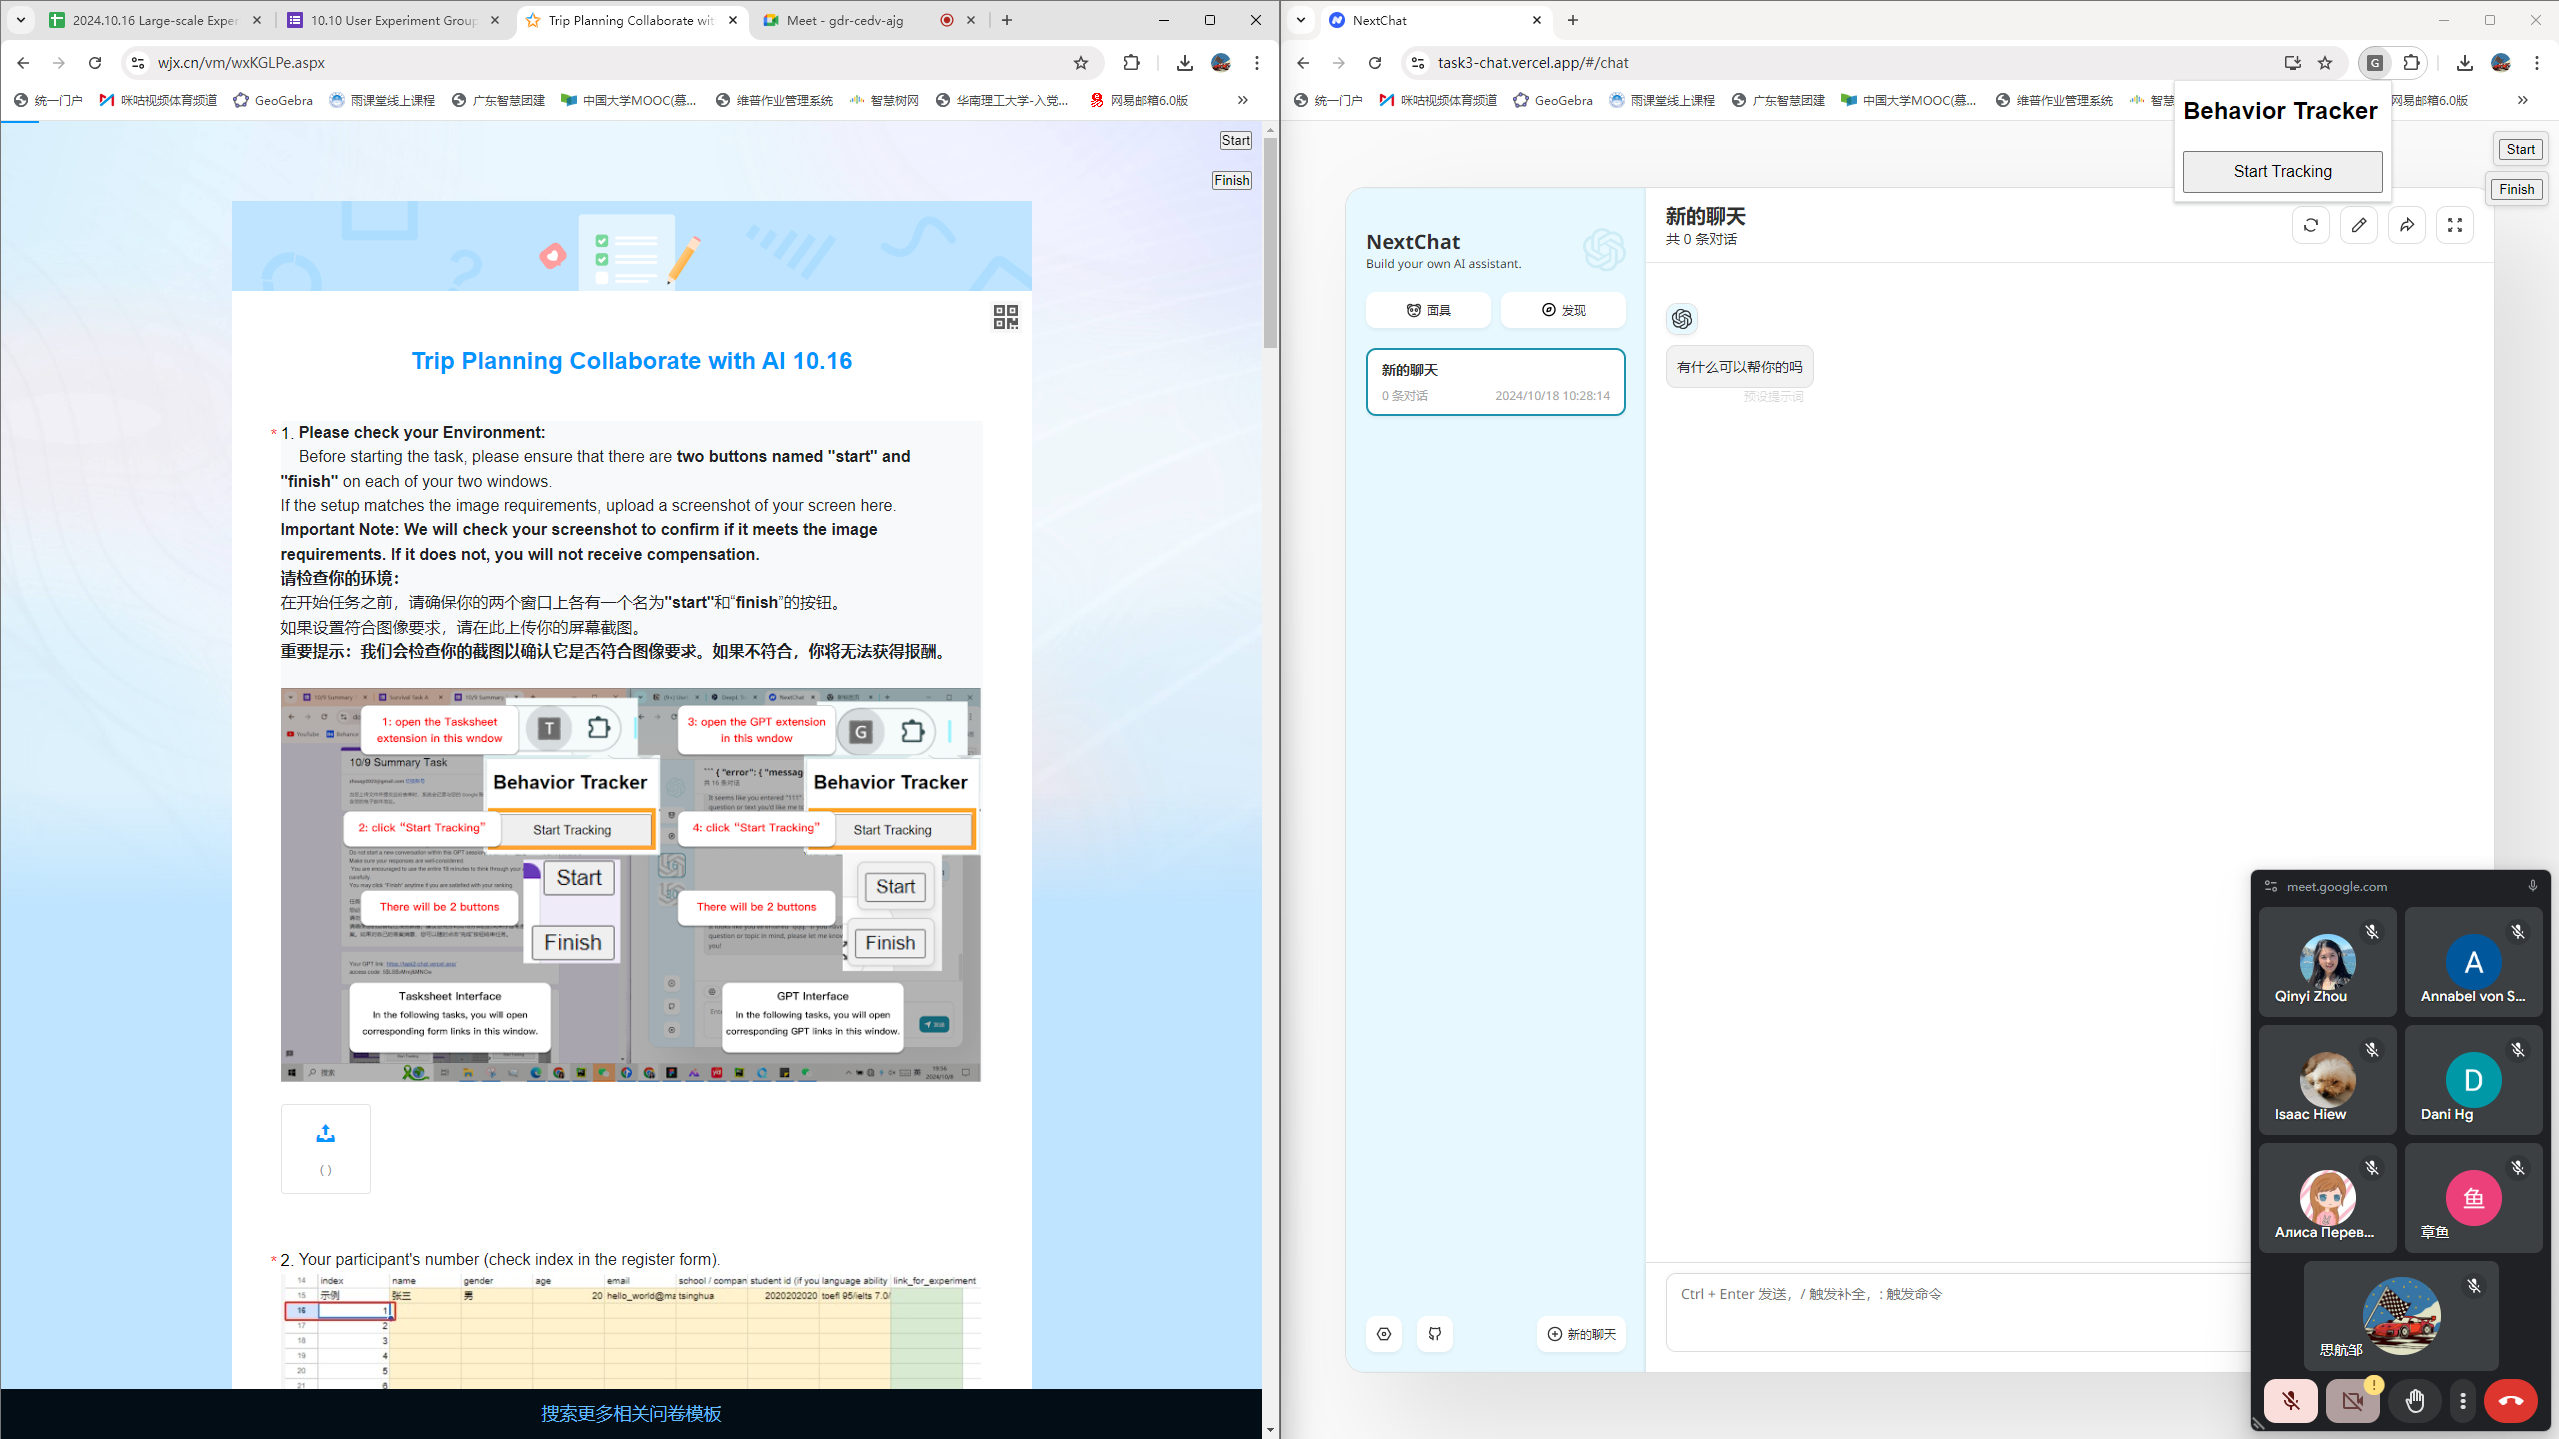 2024.10.16 Large-scale Exper
10.10 User Experiment Group
Trip Planning Collaborate wit
Meet - gdr-cedv-ajg
wjx.cn/vm/wxKGLPe.aspx
统一门户
咪咕视频体育频道
GeoGebra
雨课堂线上课程
广东智慧团建
中国大学MOOC(慕...
维普作业管理系统
智慧树网
华南理工大学-入党...
网易邮箱6.0版
Start
Finish
Trip Planning Collaborate with AI 10.16
* 1. Please check your Environment:
Before starting the task, please ensure that there are two buttons named "start" and
"finish" on each of your two windows.
If the setup matches the image requirements, upload a screenshot of your screen here.
Important Note: We will check your screenshot to confirm if it meets the image
requirements. If it does not, you will not receive compensation.
请检查你的环境：
在开始任务之前，请确保你的两个窗口上各有一个名为"start"和“finish”的按钮。
如果设置符合图像要求，请在此上传你的屏幕截图。
重要提示：我们会检查你的截图以确认它是否符合图像要求。如果不符合，你将无法获得报酬。
1: open the Tasksheet
extension in this wndow
T
3: open the GPT extension
in this wndow
G
10/9 Summary Task
Behavior Tracker
Behavior Tracker
2: click “Start Tracking”
Start Tracking
4: click “Start Tracking”
Start Tracking
Start
Start
There will be 2 buttons
There will be 2 buttons
Finish
Finish
Tasksheet Interface
In the following tasks, you will open
corresponding form links in this window.
GPT Interface
In the following tasks, you will open
corresponding GPT links in this window.
( )
* 2. Your participant's number (check index in the register form).
14 index name gender age email school / compan student id (if you language ability link_for_experiment
15 示例 张三 男 20 hello_world@ma tsinghua 2020202020 toefl 95/ielts 7.0/
16 1
17 2
18 3
19 4
20 5
21 6
搜索更多相关问卷模板
NextChat
task3-chat.vercel.app/#/chat
统一门户
咪咕视频体育频道
GeoGebra
雨课堂线上课程
广东智慧团建
中国大学MOOC(慕...
维普作业管理系统
智慧
网易邮箱6.0版
G
Behavior Tracker
Start Tracking
Start
Finish
NextChat
Build your own AI assistant.
面具
发现
新的聊天
0 条对话 2024/10/18 10:28:14
新的聊天
共 0 条对话
有什么可以帮你的吗
预设提示词
Ctrl + Enter 发送，/ 触发补全，: 触发命令
新的聊天
meet.google.com
Qinyi Zhou
A
Annabel von S...
Isaac Hiew
D
Dani Hg
Алиса Перев...
鱼
章鱼
思航邹